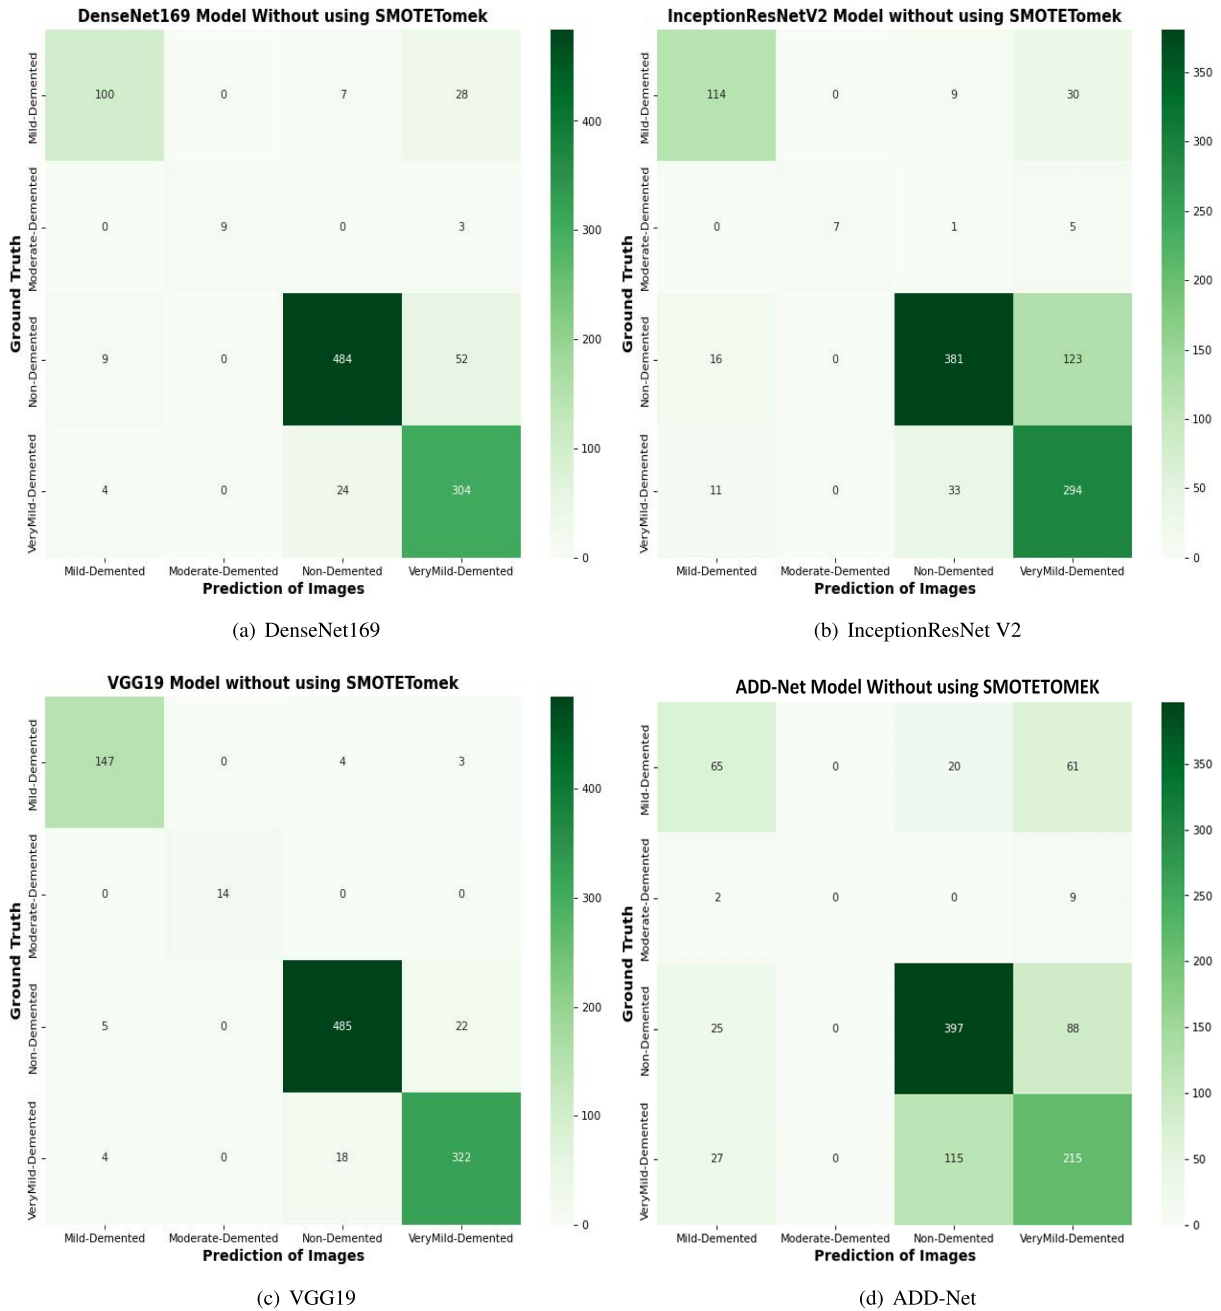 DenseNet169 Model Without using SMOTETomek
Mild-Demented
100 0 7 28
Moderate-Demented
0 9 0 3
Non-Demented
9 0 484 52
VeryMild-Demented
4 0 24 304
Ground Truth
Mild-Demented Moderate-Demented Non-Demented VeryMild-Demented
Prediction of Images
400
300
200
100
0
(a) DenseNet169
InceptionResNetV2 Model without using SMOTETomek
Mild-Demented
114 0 9 30
Moderate-Demented
0 7 1 5
Non-Demented
16 0 381 123
VeryMild-Demented
11 0 33 294
Ground Truth
Mild-Demented Moderate-Demented Non-Demented VeryMild-Demented
Prediction of Images
350
300
250
200
150
100
50
0
(b) InceptionResNet V2
VGG19 Model without using SMOTETomek
Mild-Demented
147 0 4 3
Moderate-Demented
0 14 0 0
Non-Demented
5 0 485 22
VeryMild-Demented
4 0 18 322
Ground Truth
Mild-Demented Moderate-Demented Non-Demented VeryMild-Demented
Prediction of Images
400
300
200
100
0
(c) VGG19
ADD-Net Model Without using SMOTETOMEK
Mild-Demented
65 0 20 61
Moderate-Demented
2 0 0 9
Non-Demented
25 0 397 88
VeryMild-Demented
27 0 115 215
Ground Truth
Mild-Demented Moderate-Demented Non-Demented VeryMild-Demented
Prediction of Images
350
300
250
200
150
100
50
0
(d) ADD-Net